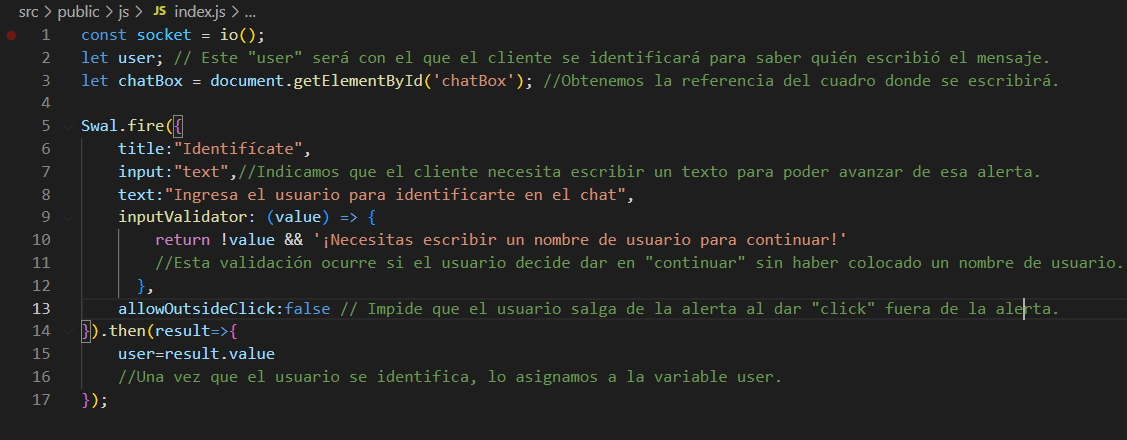 src > public > js > JS index.js > ...
1 const socket = io();
2 let user; // Este "user" será con el que el cliente se identificará para saber quién escribió el mensaje.
3 let chatBox = document.getElementById('chatBox'); //Obtenemos la referencia del cuadro donde se escribirá.
4
5 Swal.fire({
6 title:"Identifícate",
7 input:"text",//Indicamos que el cliente necesita escribir un texto para poder avanzar de esa alerta.
8 text:"Ingresa el usuario para identificarte en el chat",
9 inputValidator: (value) => {
10 return !value && '¡Necesitas escribir un nombre de usuario para continuar!'
11 //Esta validación ocurre si el usuario decide dar en "continuar" sin haber colocado un nombre de usuario.
12 },
13 allowOutsideClick:false // Impide que el usuario salga de la alerta al dar "click" fuera de la alerta.
14 }).then(result=>{
15 user=result.value
16 //Una vez que el usuario se identifica, lo asignamos a la variable user.
17 });